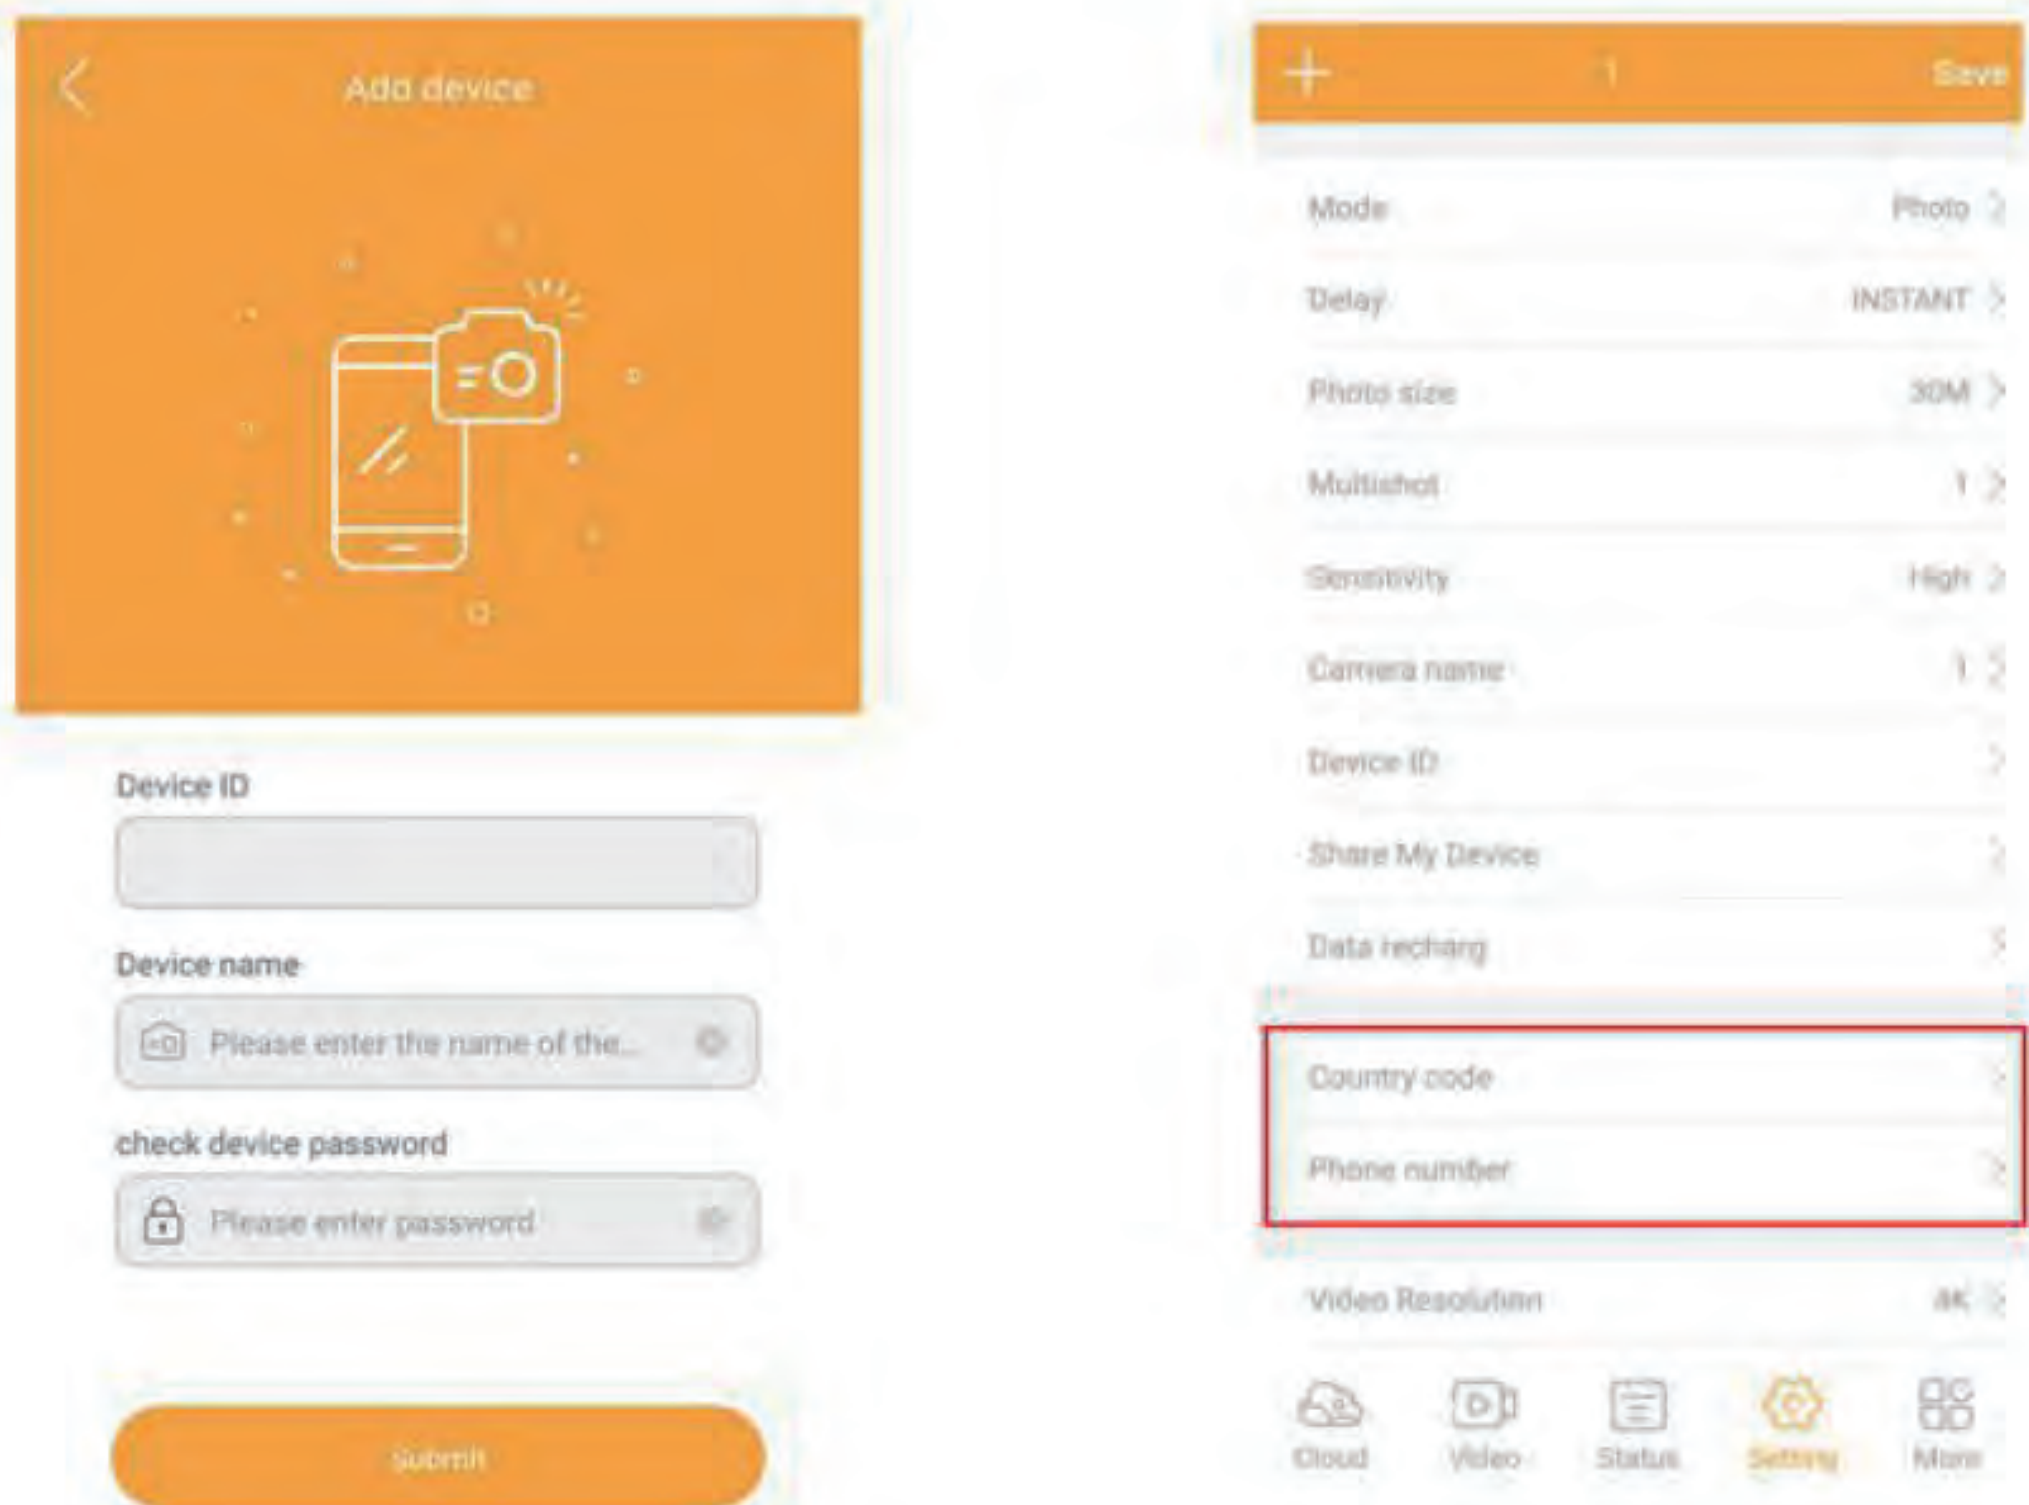 Add device
Device ID
Device name
Please enter the name of the...
check device password
Please enter password
Submit
1
Save
Mode
Photo
Delay
INSTANT
Photo size
30M
Multishot
1
Sensitivity
High
Camera name
1
Device ID
Share My Device
Data recharg
Country code
Phone number
Video Resolution
4K
Cloud
Video
Status
Setting
More